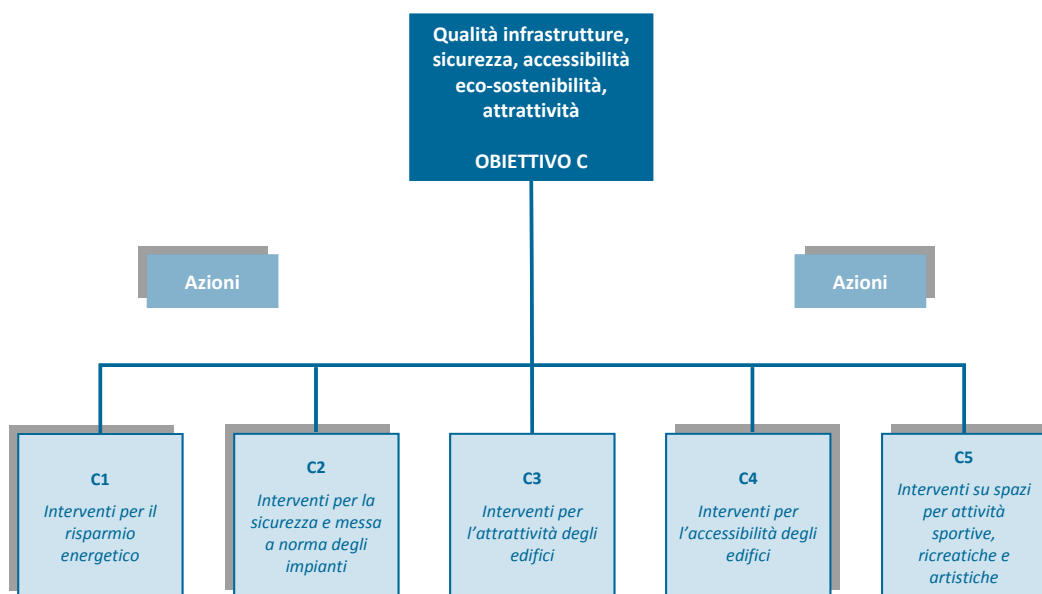 Qualità infrastrutture,
sicurezza, accessibilità
eco-sostenibilità,
attrattività
OBIETTIVO C
Azioni
Azioni
C1
Interventi per il
risparmio
energetico
C2
Interventi per la
sicurezza e messa
a norma degli
impianti
C3
Interventi per
l’attrattività degli
edifici
C4
Interventi per
l’accessibilità degli
edifici
C5
Interventi su spazi
per attività
sportive,
ricreatiche e
artistiche